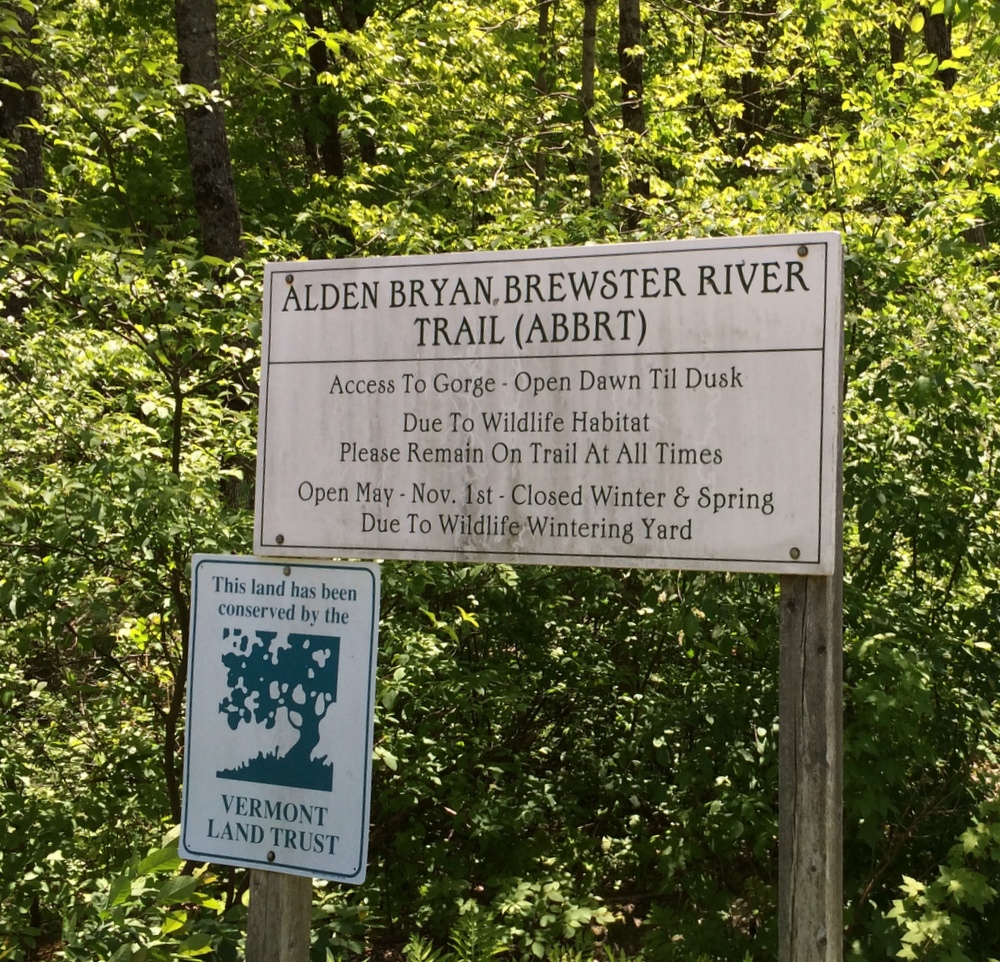 ALDEN BRYAN BREWSTER RIVER
TRAIL (ABBRT)
Access To Gorge - Open Dawn Til Dusk
Due To Wildlife Habitat
Please Remain On Trail At All Times
Open May - Nov. 1st - Closed Winter & Spring
Due To Wildlife Wintering Yard
This land has been
conserved by the
VERMONT
LAND TRUST